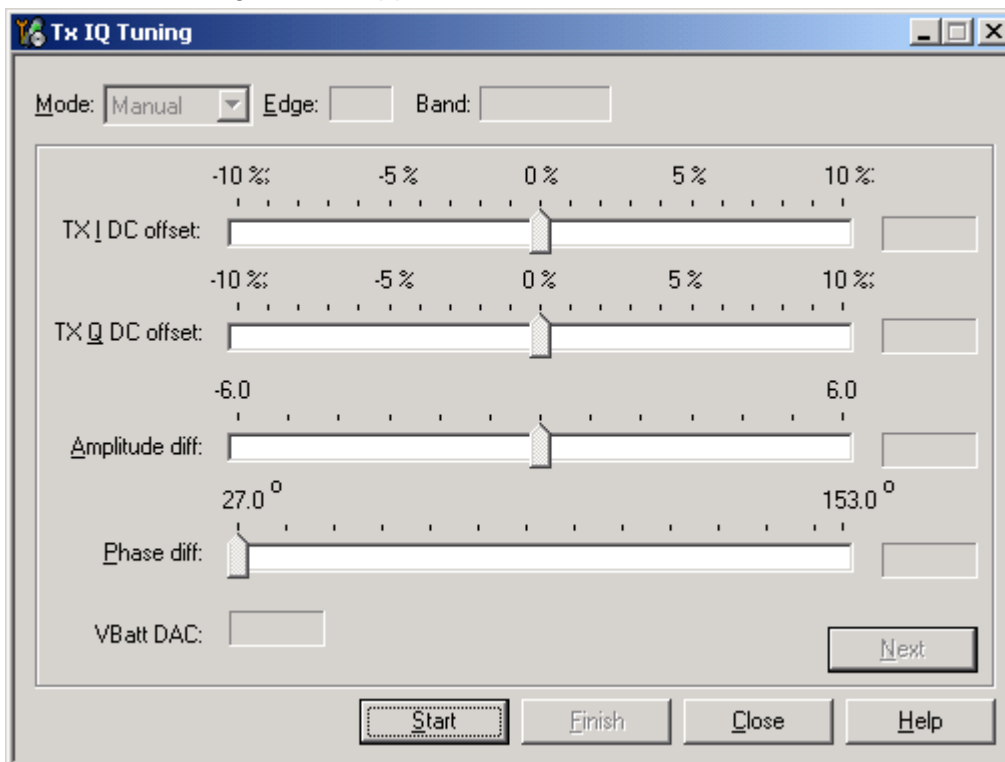 Tx IQ Tuning
Mode: Manual Edge: Band:
-10 %; -5 % 0 % 5 % 10 %:
TX I DC offset:
-10 %; -5 % 0 % 5 % 10 %;
TX Q DC offset:
-6.0 6.0
Amplitude diff:
27.0 o 153.0 o
Phase diff:
VBatt DAC:
Next
Start Finish Close Help